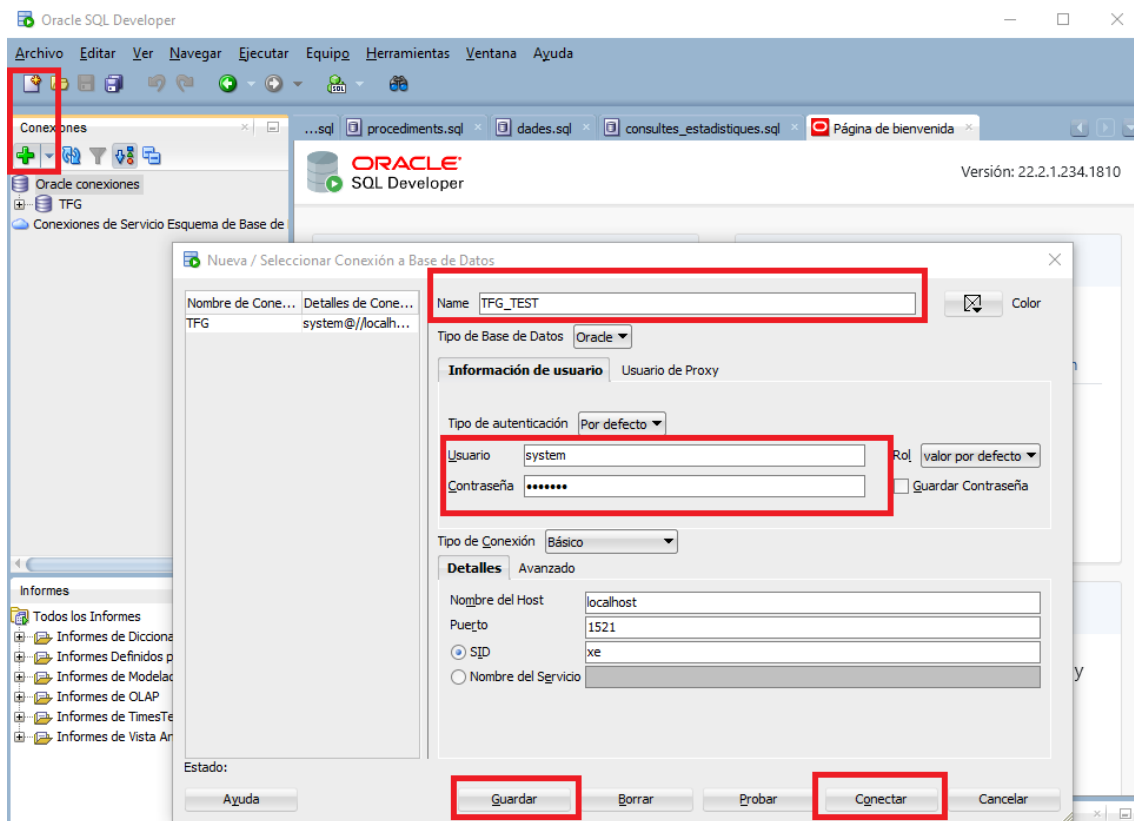 Oracle SQL Developer
Archivo Editar Ver Navegar Ejecutar Equipo Herramientas Ventana Ayuda
SQL
Conexiones
...sql procediments.sql dades.sql consultes_estadistiques.sql Página de bienvenida
Oracle conexiones
TFG
Conexiones de Servicio Esquema de Base de
ORACLE
SQL Developer
Versión: 22.2.1.234.1810
Nueva / Seleccionar Conexión a Base de Datos
Nombre de Cone... Detalles de Cone...
TFG system@//localh...
Name TFG_TEST
Color
Tipo de Base de Datos Oracle
Información de usuario Usuario de Proxy
Tipo de autenticación Por defecto
Usuario system
Rol valor por defecto
Contraseña •••••••
Guardar Contraseña
Tipo de Conexión Básico
Detalles Avanzado
Nombre del Host localhost
Puerto 1521
SID xe
Nombre del Servicio
y
Informes
Todos los Informes
Informes de Dicciona
Informes Definidos p
Informes de Modelad
Informes de OLAP
Informes de TimesTe
Informes de Vista An
Estado:
Ayuda Guardar Borrar Probar Conectar Cancelar